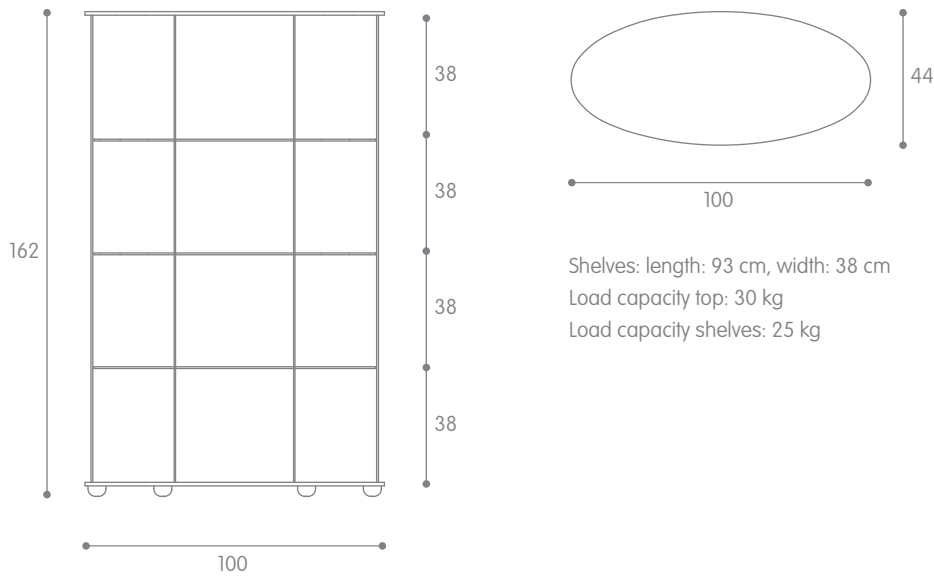 38
38
162
38
38
100
44
100
Shelves: length: 93 cm, width: 38 cm
Load capacity top: 30 kg
Load capacity shelves: 25 kg